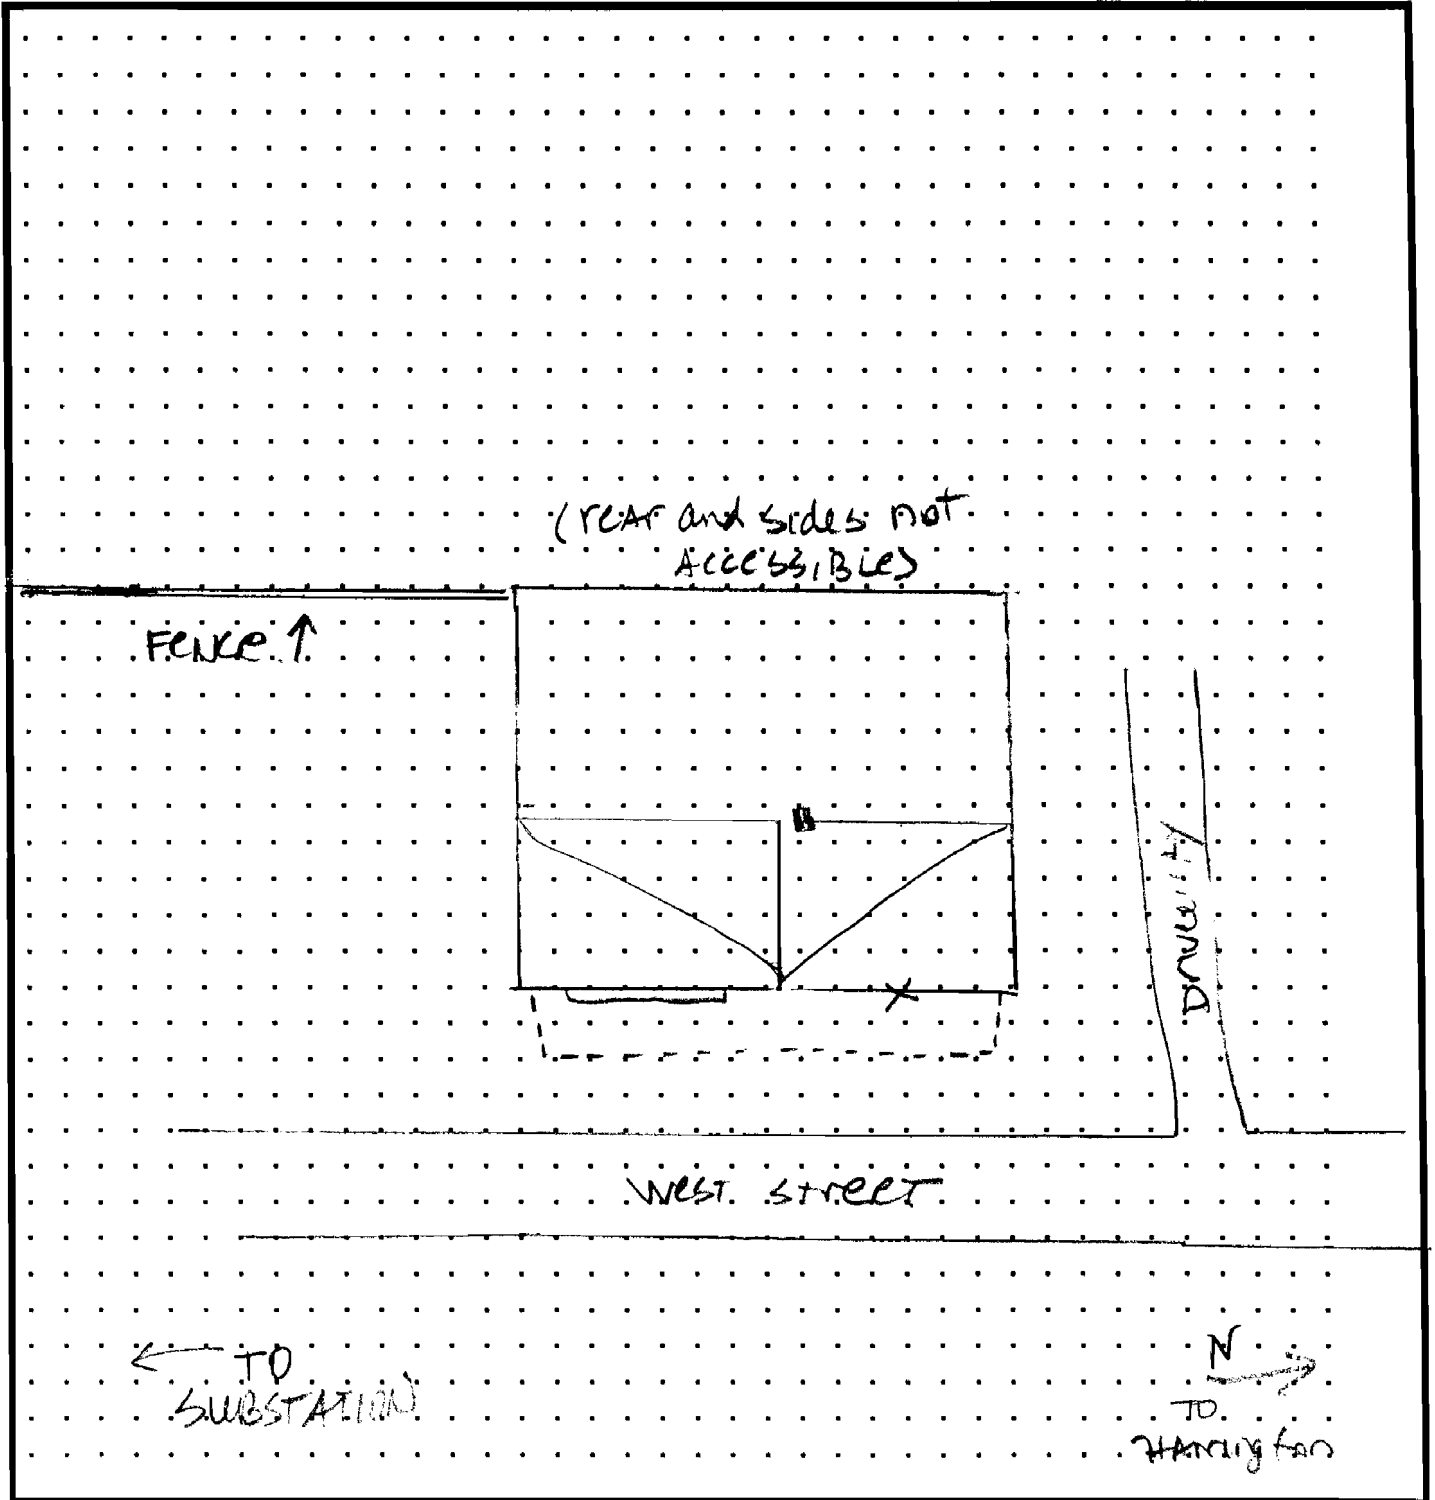 (rear and sides not
ACCESSIBLE)
Fence ↑
Driveway
West Street
← TO
SUBSTATION
N
TO
Harrington